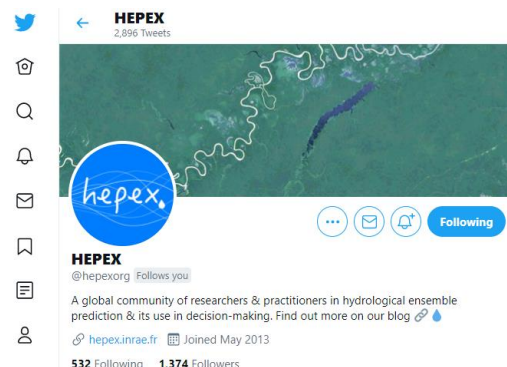 HEPEX
2,896 Tweets
hepex.
Following
HEPEX
@hepexorg Follows you
A global community of researchers & practitioners in hydrological ensemble
prediction & its use in decision-making. Find out more on our blog 🔗 💧
hepex.inrae.fr Joined May 2013
532 Following 1,374 Followers